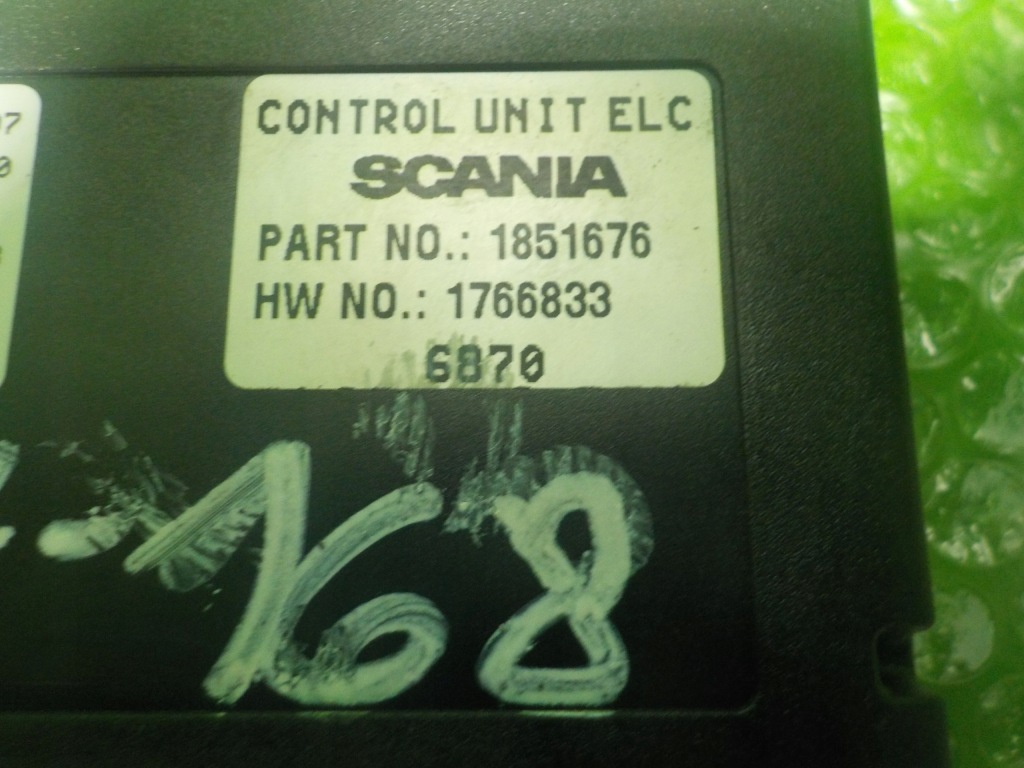 CONTROL UNIT ELC
SCANIA
PART NO.: 1851676
HW NO.: 1766833
6870
-168